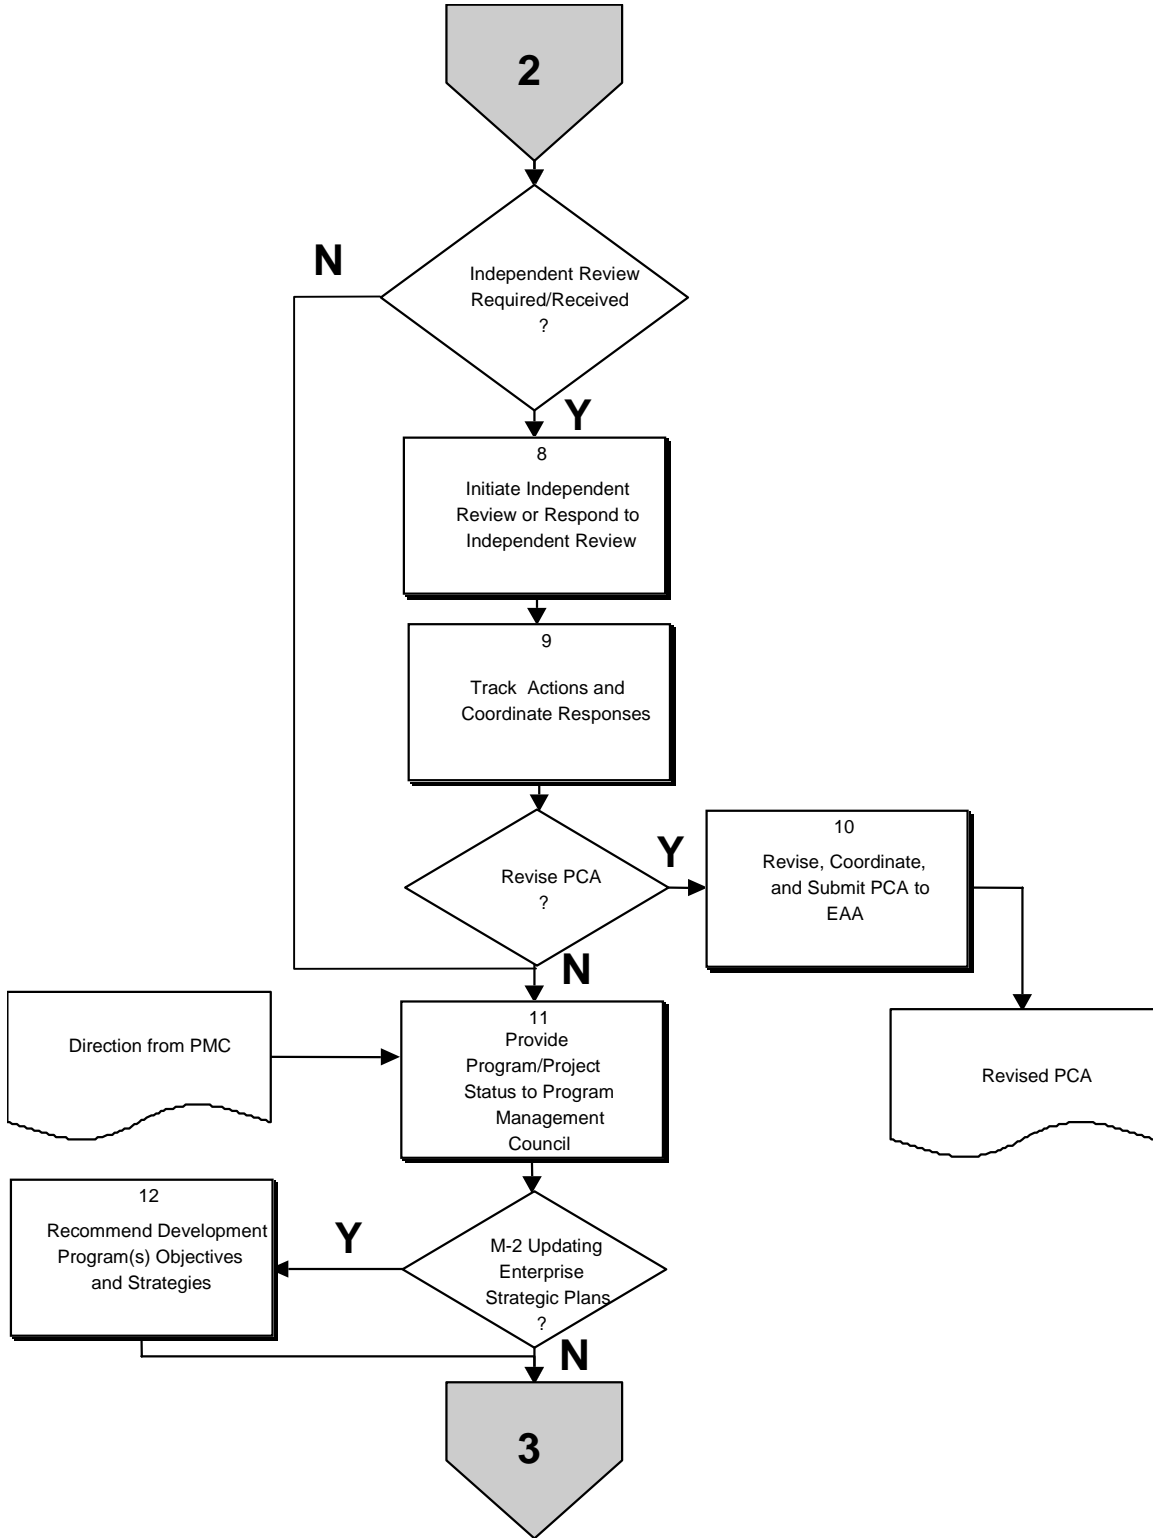 2
N
Independent Review
Required/Received
?
Y
8
Initiate Independent
Review or Respond to
Independent Review
9
Track Actions and
Coordinate Responses
Revise PCA
?
Y
10
Revise, Coordinate,
and Submit PCA to
EAA
N
Revised PCA
Direction from PMC
11
Provide
Program/Project
Status to Program
Management
Council
12
Recommend Development
Program(s) Objectives
and Strategies
Y
M-2 Updating
Enterprise
Strategic Plans
?
N
3